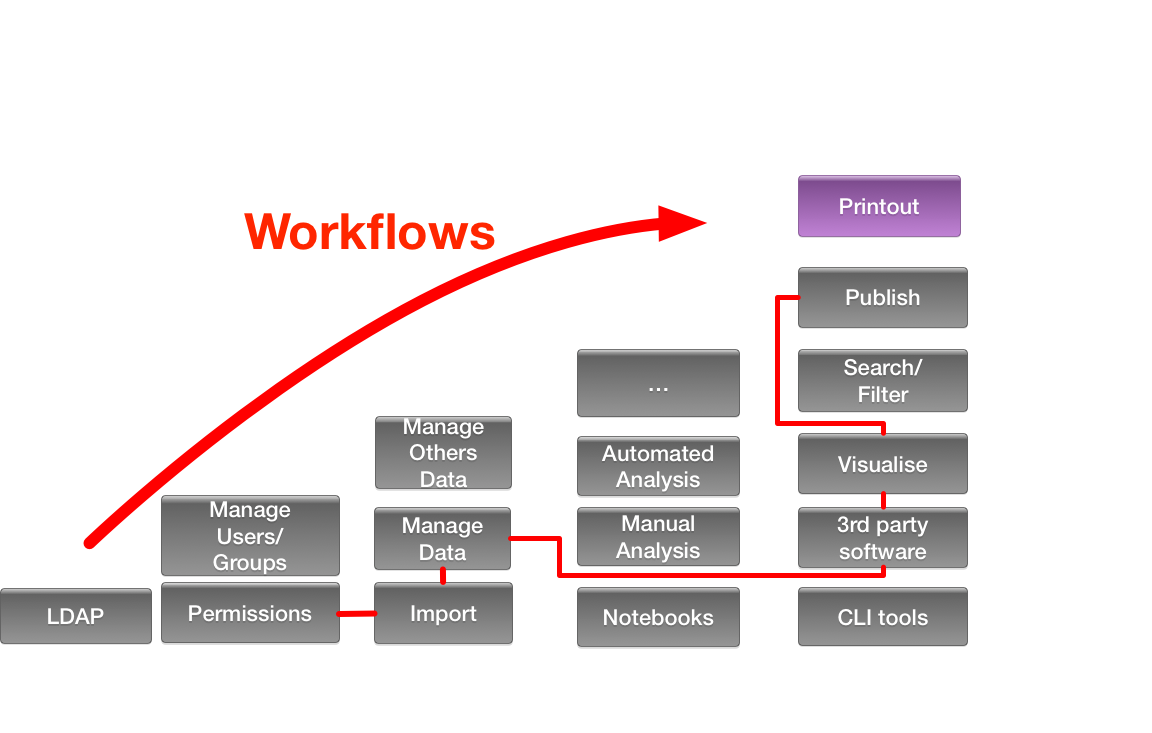 Workflows
Printout
Publish
Search/
Filter
...
Manage
Others
Data
Automated
Analysis
Visualise
Manage
Users/
Groups
Manage
Data
Manual
Analysis
3rd party
software
LDAP
Permissions
Import
Notebooks
CLI tools